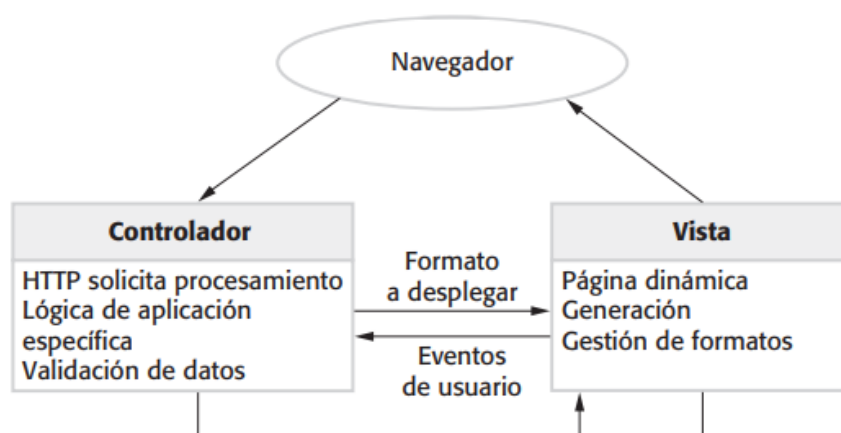 Navegador
Controlador
HTTP solicita procesamiento
Lógica de aplicación
específica
Validación de datos
Formato
a desplegar
Eventos
de usuario
Vista
Página dinámica
Generación
Gestión de formatos